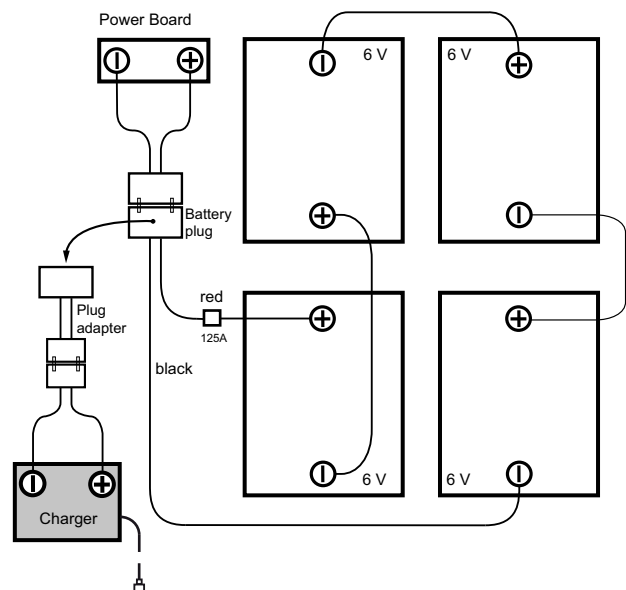 Power Board
6 V
6 V
Battery
plug
Plug
adapter
red
125A
black
6 V
6 V
Charger